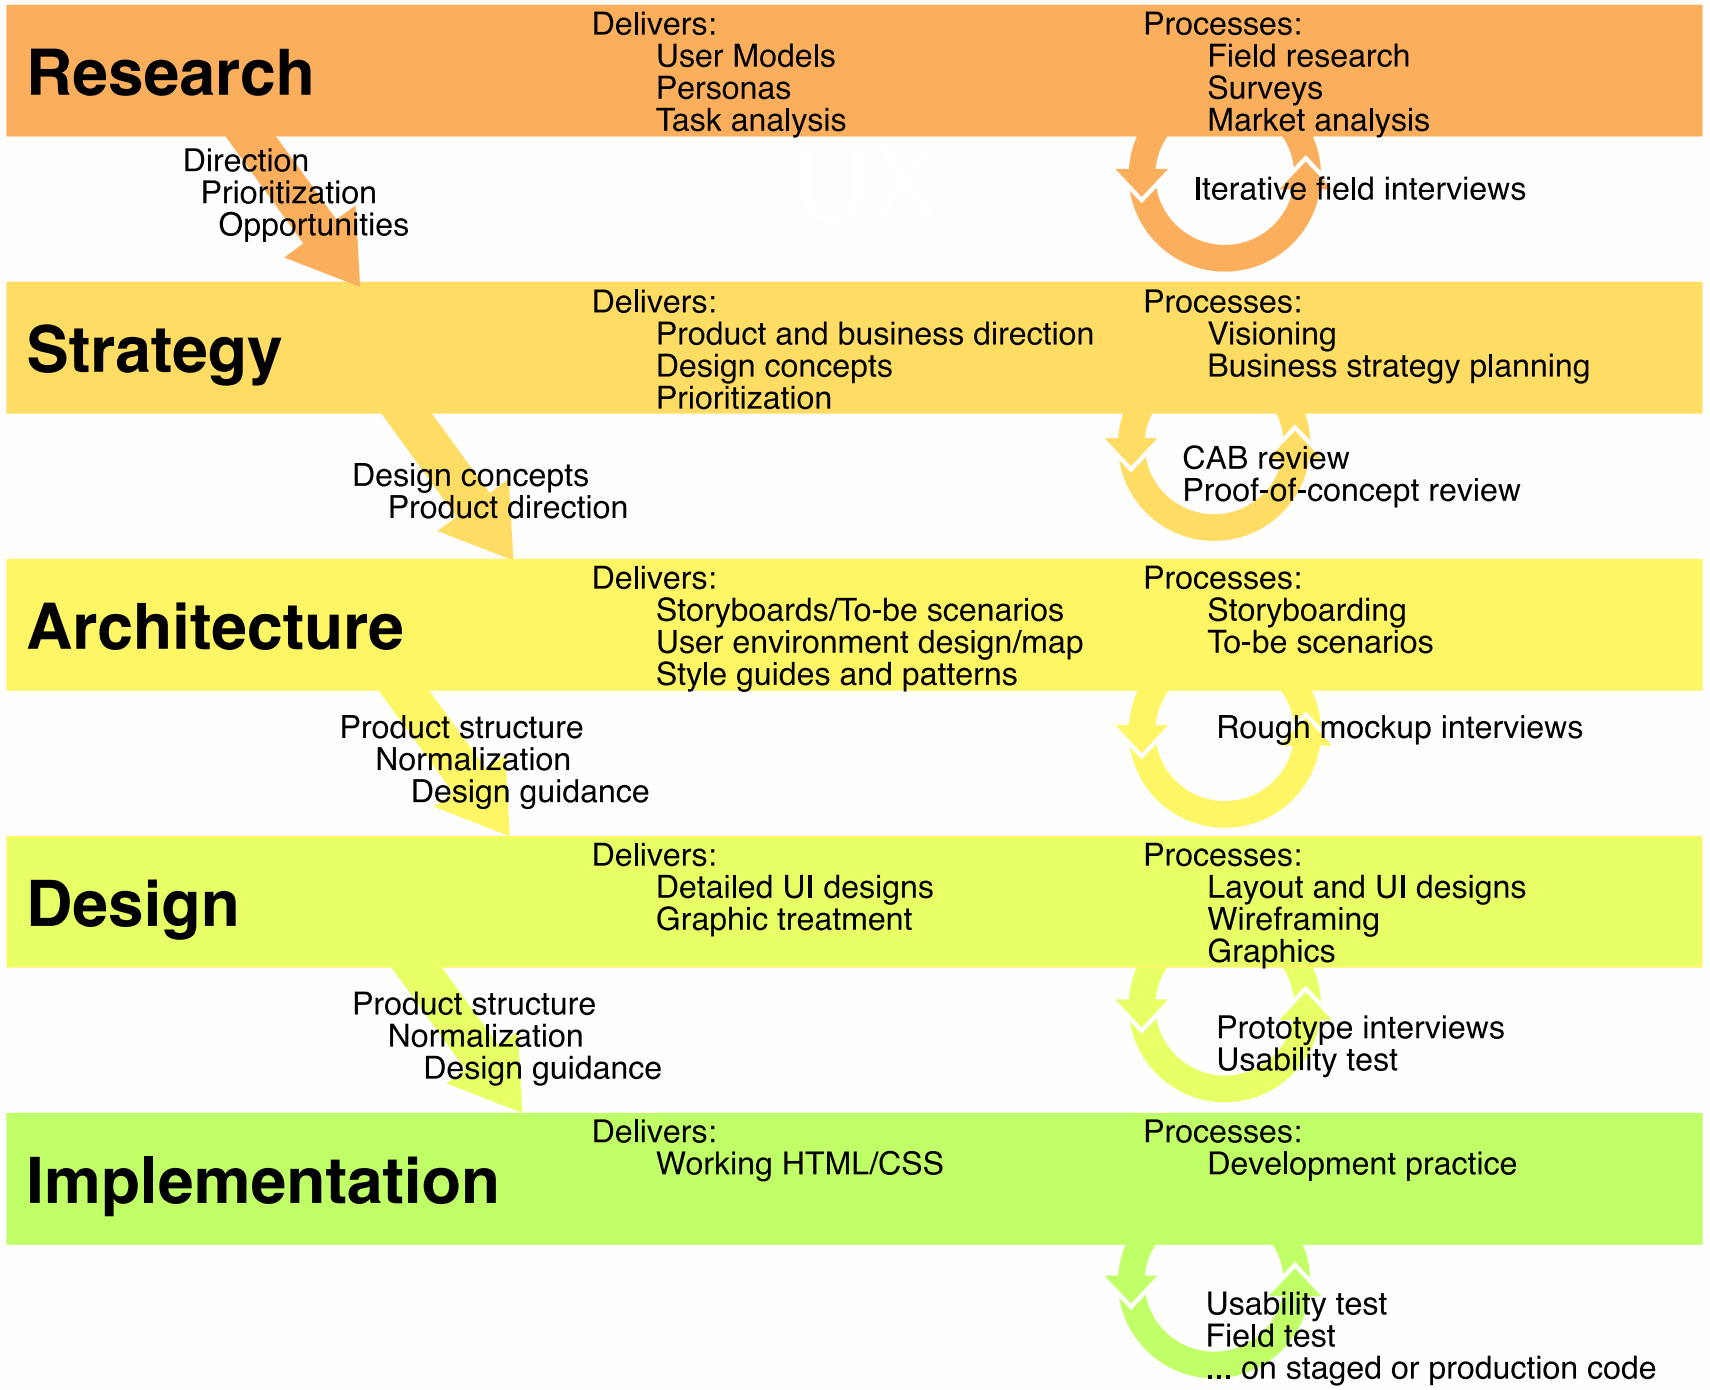 Research
Delivers:
User Models
Personas
Task analysis
Processes:
Field research
Surveys
Market analysis
Direction
Prioritization
Opportunities
UX
Iterative field interviews
Strategy
Delivers:
Product and business direction
Design concepts
Prioritization
Processes:
Visioning
Business strategy planning
Design concepts
Product direction
CAB review
Proof-of-concept review
Architecture
Delivers:
Storyboards/To-be scenarios
User environment design/map
Style guides and patterns
Processes:
Storyboarding
To-be scenarios
Product structure
Normalization
Design guidance
Rough mockup interviews
Design
Delivers:
Detailed UI designs
Graphic treatment
Processes:
Layout and UI designs
Wireframing
Graphics
Product structure
Normalization
Design guidance
Prototype interviews
Usability test
Implementation
Delivers:
Working HTML/CSS
Processes:
Development practice
Usability test
Field test
... on staged or production code